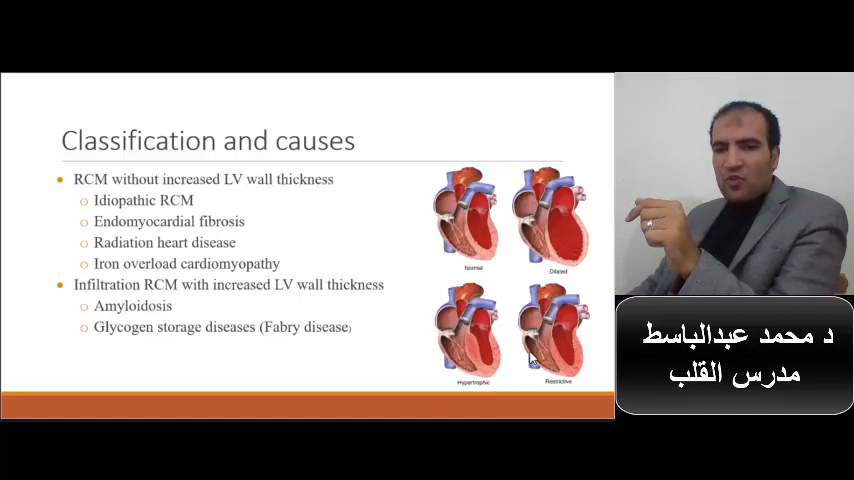 Classification and causes
RCM without increased LV wall thickness
Idiopathic RCM
Endomyocardial fibrosis
Radiation heart disease
Iron overload cardiomyopathy
Infiltration RCM with increased LV wall thickness
Amyloidosis
Glycogen storage diseases (Fabry disease)
Normal
Dilated
Hypertrophic
Restrictive
د محمد عبدالباسط
مدرس القلب